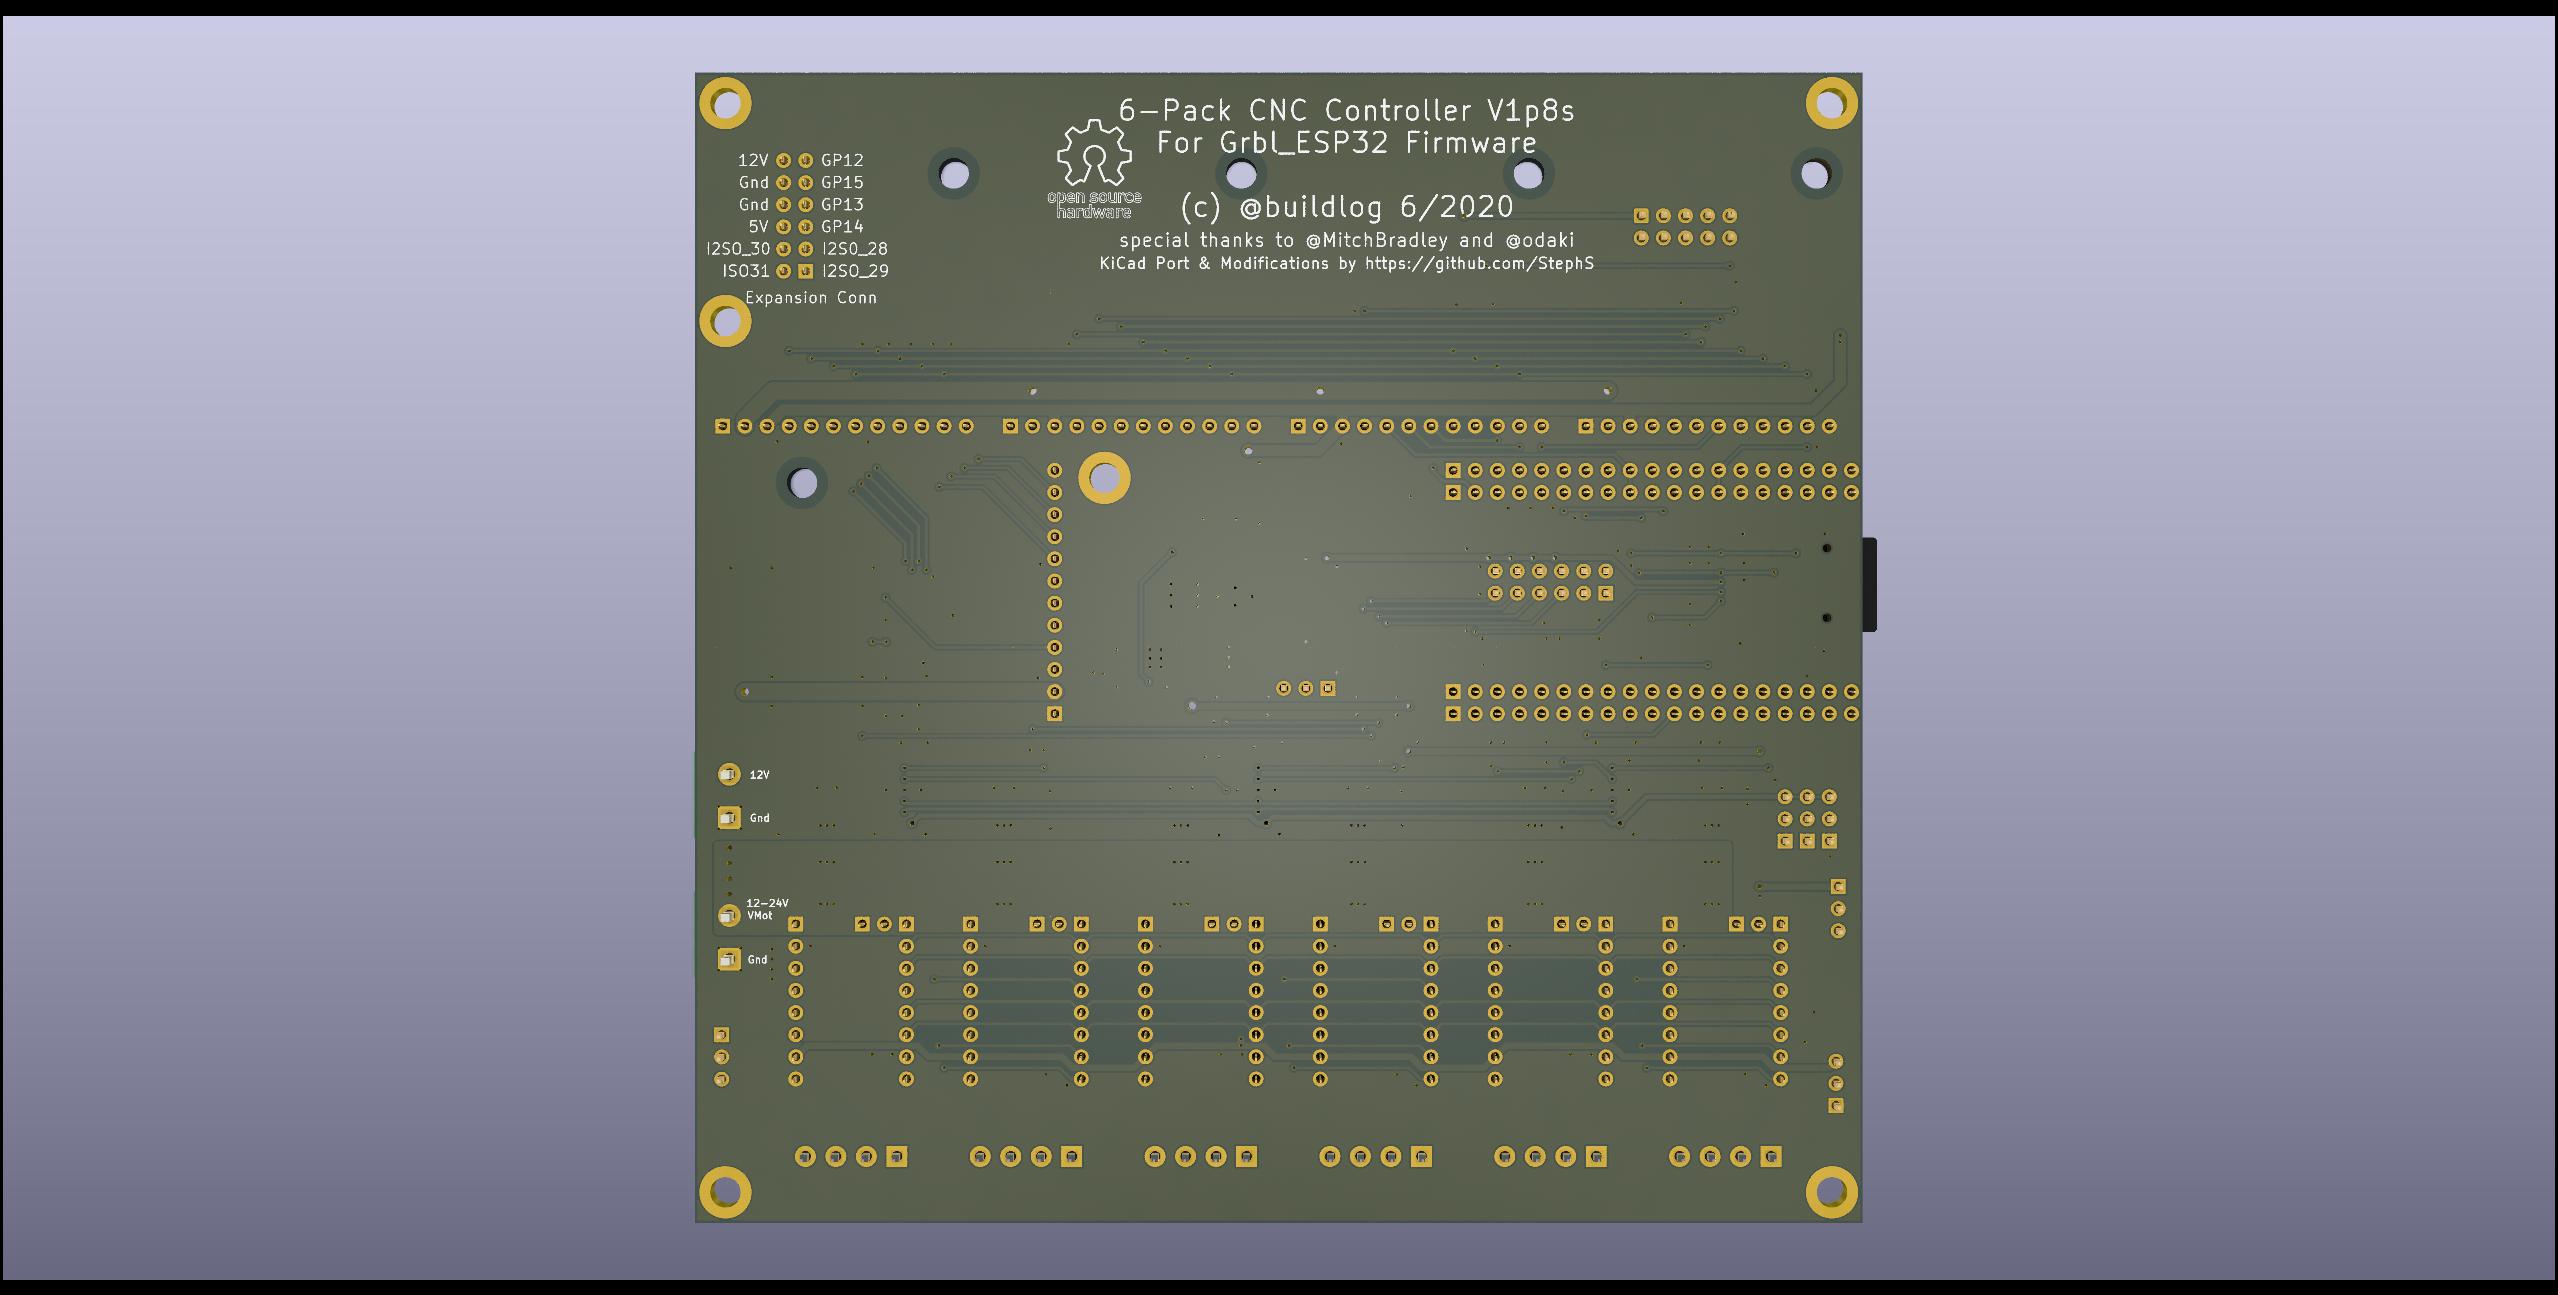 6-Pack CNC Controller V1p8s
For Grbl_ESP32 Firmware
open source
hardware
(c) @buildlog 6/2020
special thanks to @MitchBradley and @odaki
KiCad Port & Modifications by https://github.com/StephS
12V GP12
Gnd GP15
Gnd GP13
5V GP14
I2SO_30 I2SO_28
ISO31 I2SO_29
Expansion Conn
12V
Gnd
12-24V
VMot
Gnd